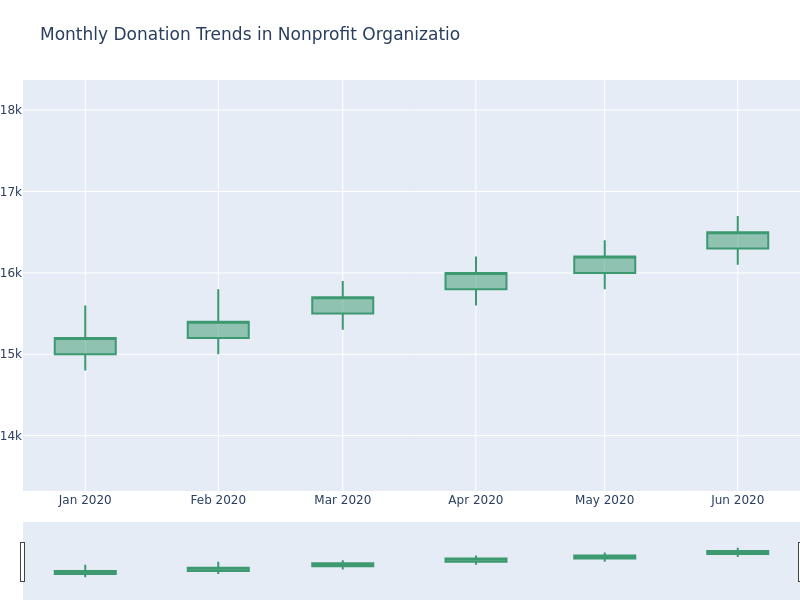 Monthly Donation Trends in Nonprofit Organizatio
18k
17k
16k
15k
14k
Jan 2020 Feb 2020 Mar 2020 Apr 2020 May 2020 Jun 2020